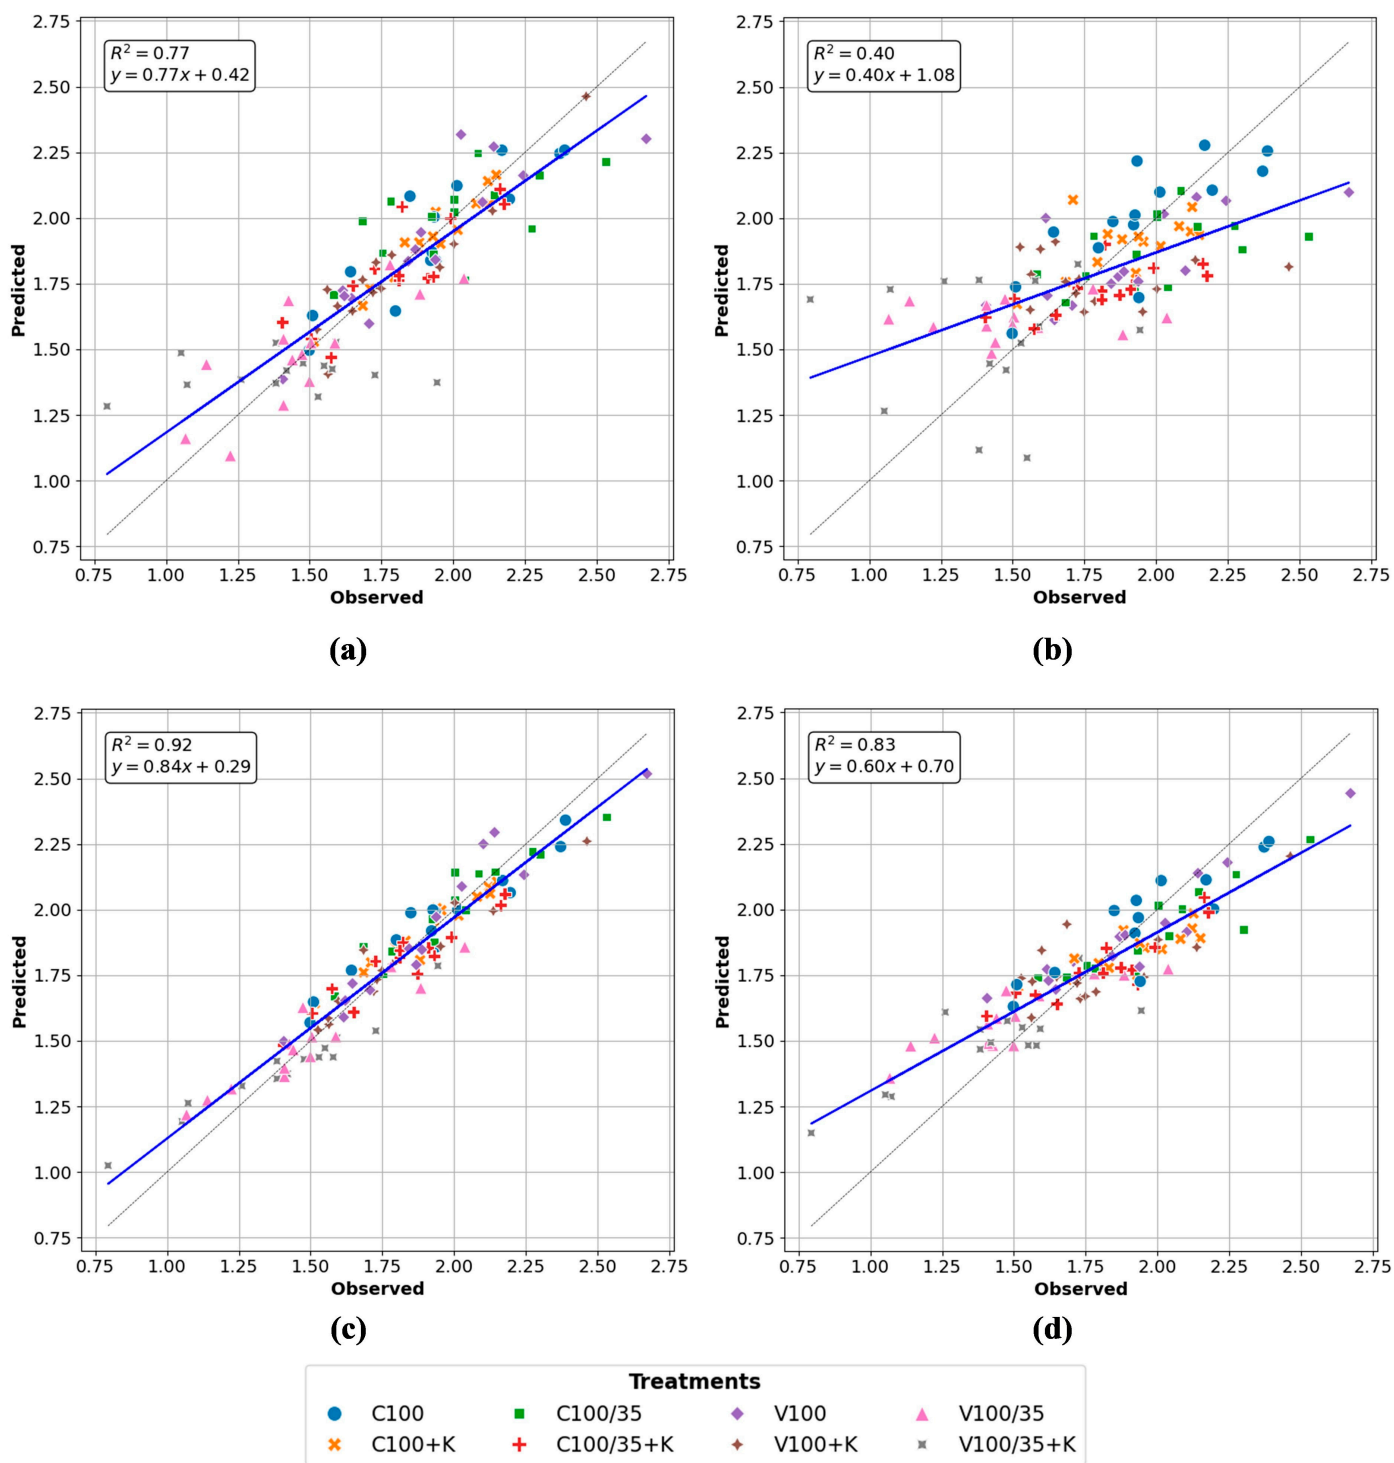 2.75
2.50
2.25
2.00
1.75
1.50
1.25
1.00
0.75
Predicted
R² = 0.77
y = 0.77x + 0.42
0.75 1.00 1.25 1.50 1.75 2.00 2.25 2.50 2.75
Observed
(a)
2.75
2.50
2.25
2.00
1.75
1.50
1.25
1.00
0.75
Predicted
R² = 0.40
y = 0.40x + 1.08
0.75 1.00 1.25 1.50 1.75 2.00 2.25 2.50 2.75
Observed
(b)
2.75
2.50
2.25
2.00
1.75
1.50
1.25
1.00
0.75
Predicted
R² = 0.92
y = 0.84x + 0.29
0.75 1.00 1.25 1.50 1.75 2.00 2.25 2.50 2.75
Observed
(c)
2.75
2.50
2.25
2.00
1.75
1.50
1.25
1.00
0.75
Predicted
R² = 0.83
y = 0.60x + 0.70
0.75 1.00 1.25 1.50 1.75 2.00 2.25 2.50 2.75
Observed
(d)
Treatments
C100 C100/35 V100 V100/35
C100+K C100/35+K V100+K V100/35+K